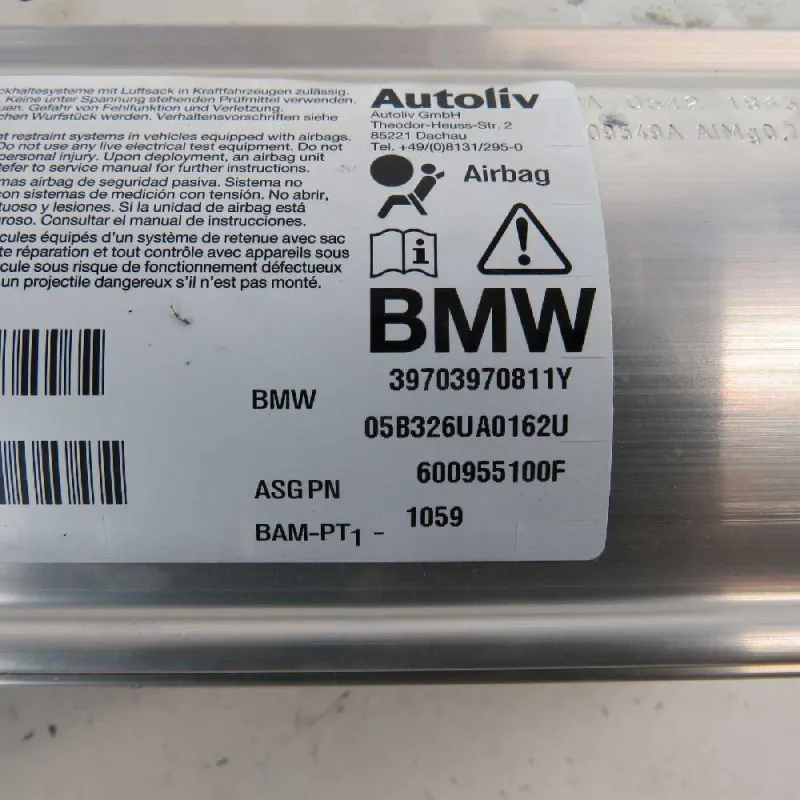 ckhaltesysteme mit Luftsack in Kraftfahrzeugen zulässig.
. Keine unter Spannung stehenden Prüfmittel verwenden.
uen. Gefahr von Fehlfunktion und Verletzung.
chen Wurfstück werden. Verhaltensvorschriften siehe
nt restraint systems in vehicles equipped with airbags.
Do not use any live electrical test equipment. Do not
personal injury. Upon deployment, an airbag unit
Refer to service manual for further instructions.
mas airbag de seguridad pasiva. Sistema no
con sistemas de medición con tensión. No abrir,
tuoso y lesiones. Si la unidad de airbag está
groso. Consultar el manual de instrucciones.
cules équipés d'un système de retenue avec sac
te réparation et tout contrôle avec appareils sous
cule sous risque de fonctionnement défectueux
un projectile dangereux s'il n'est pas monté.
Autoliv
Autoliv GmbH
Theodor-Heuss-Str. 2
85221 Dachau
Tel. +49/(0)8131/295-0
Airbag
i
!
BMW
39703970811Y
BMW
05B326UA0162U
600955100F
ASG PN
1059
BAM-PT1 -